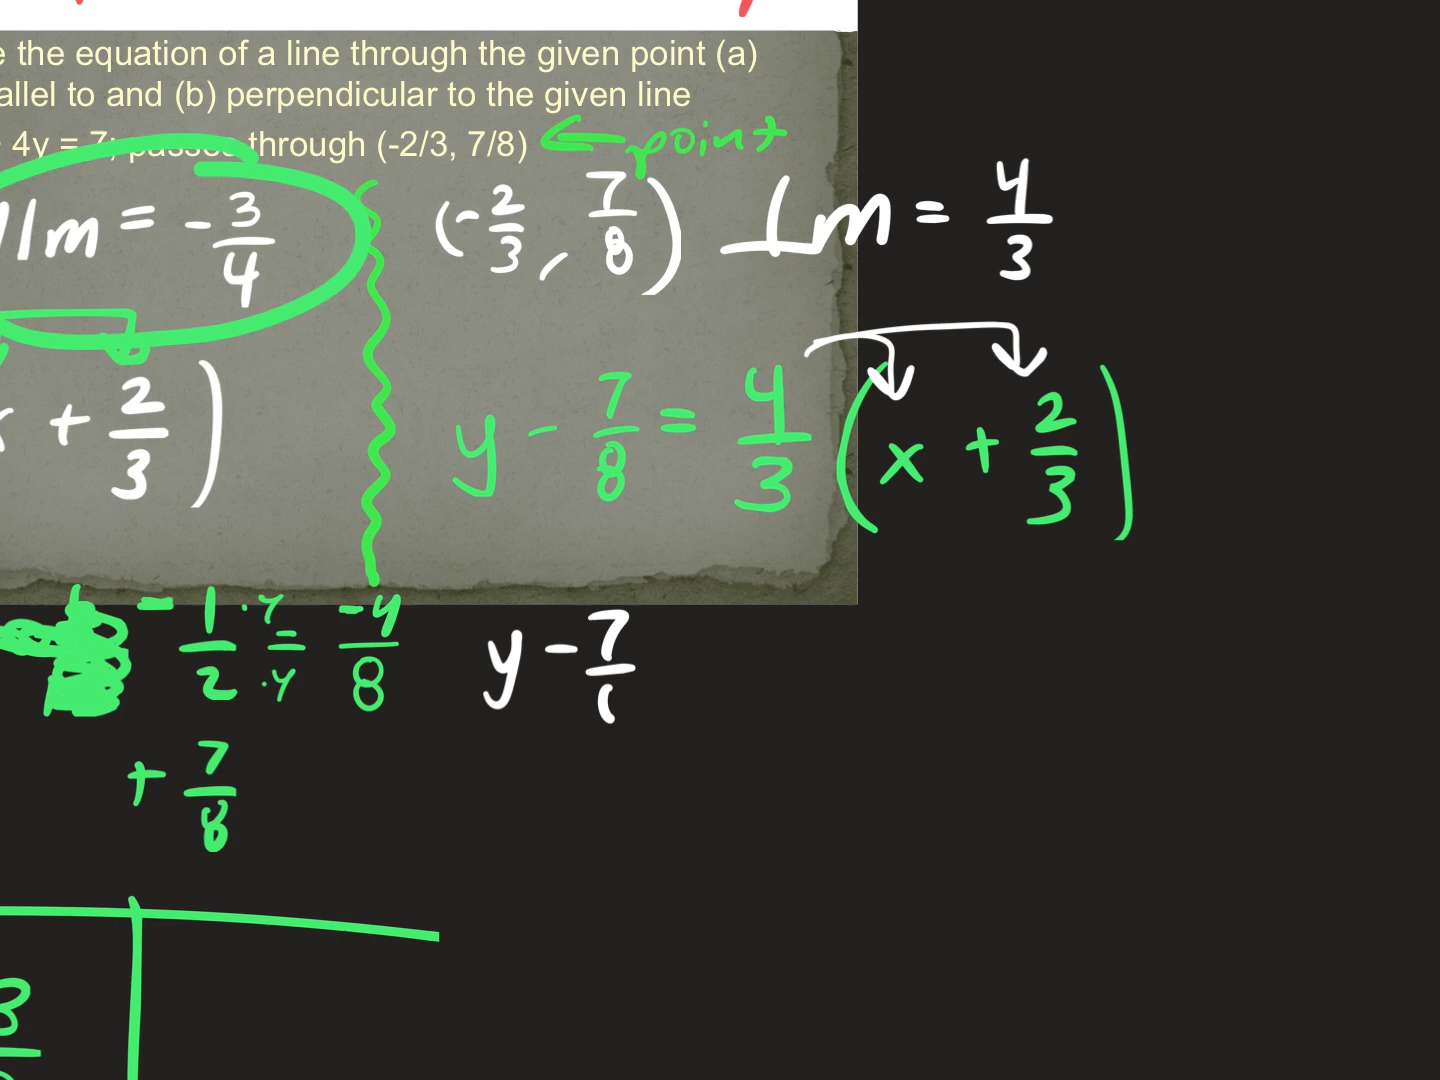 e the equation of a line through the given point (a)
allel to and (b) perpendicular to the given line
4y = 7; passes through (-2/3, 7/8) ← point
m = -3/4
(-2/3, 7/8) ⊥m = 4/3
+ 2/3)
y - 7/8 = 4/3 (x + 2/3)
- 1/2 ·4/·4 = -4/8
y - 7/
+ 7/8
3